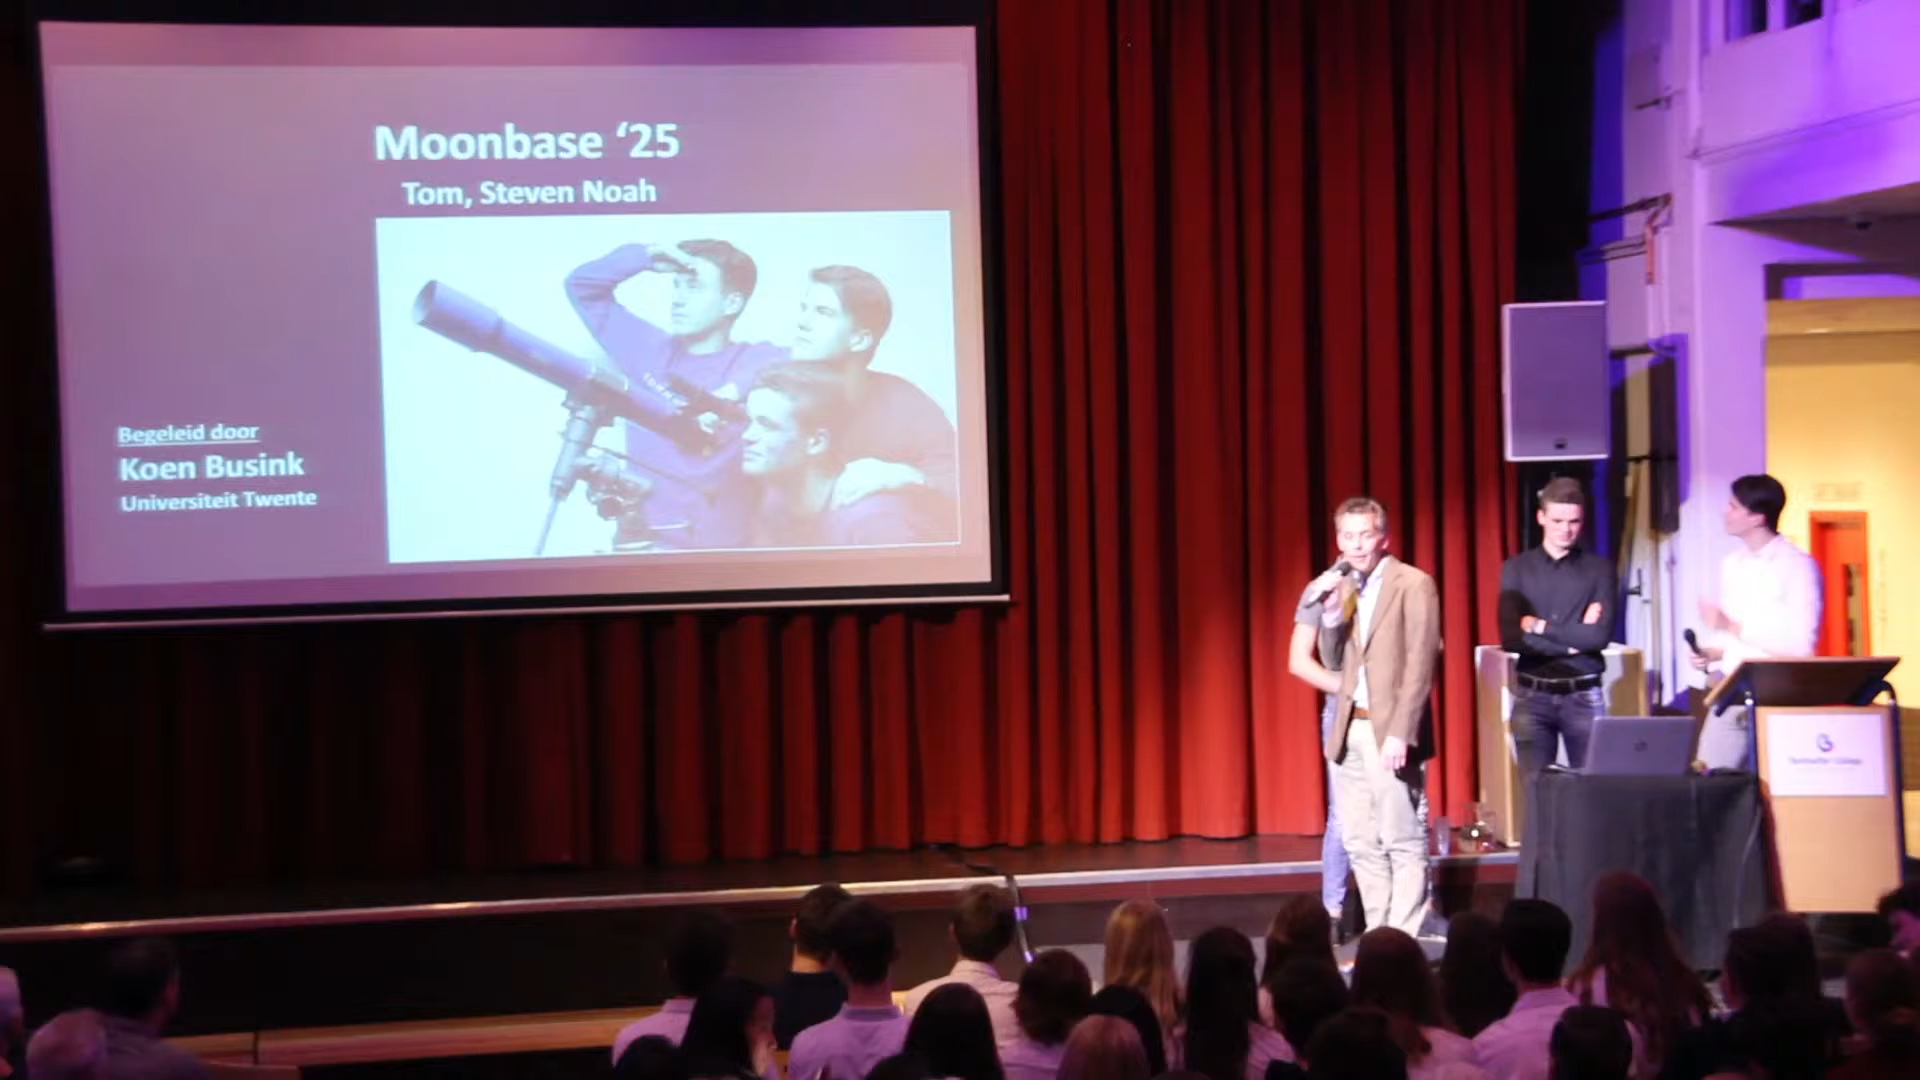 Moonbase ‘25
Tom, Steven Noah
Begeleid door
Koen Busink
Universiteit Twente